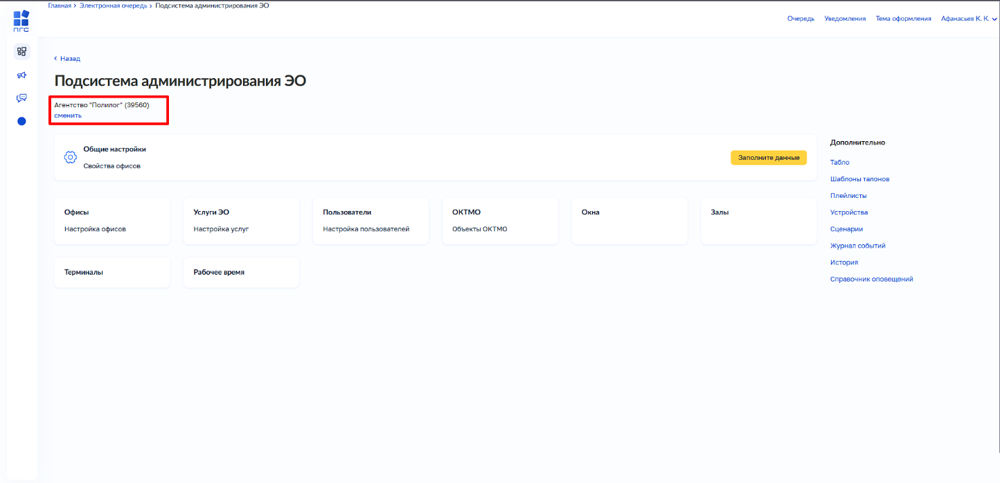 Главная › Электронная очередь › Подсистема администрирования ЭО
ПГС
Очередь Уведомления Тема оформления Афанасьев К. К.
‹ Назад
Подсистема администрирования ЭО
Агентство "Полилог" (39560)
сменить
Общие настройки
Свойства офисов
Заполните данные
Офисы
Настройка офисов
Услуги ЭО
Настройка услуг
Пользователи
Настройка пользователей
ОКТМО
Объекты ОКТМО
Окна
Залы
Терминалы
Рабочее время
Дополнительно
Табло
Шаблоны талонов
Плейлисты
Устройства
Сценарии
Журнал событий
История
Справочник оповещений